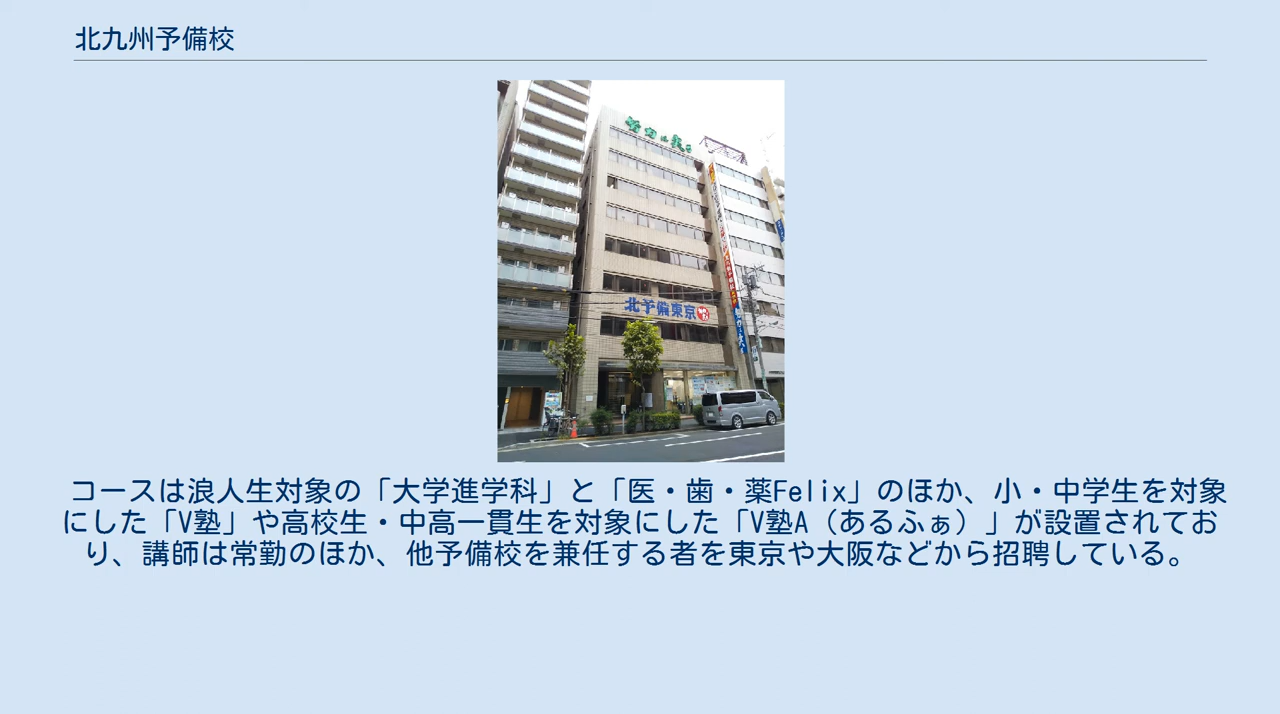 北九州予備校
努力は実る
北予備東京
コースは浪人生対象の「大学進学科」と「医・歯・薬Felix」のほか、小・中学生を対象
にした「V塾」や高校生・中高一貫生を対象にした「V塾A（あるふぁ）」が設置されてお
り、講師は常勤のほか、他予備校を兼任する者を東京や大阪などから招聘している。